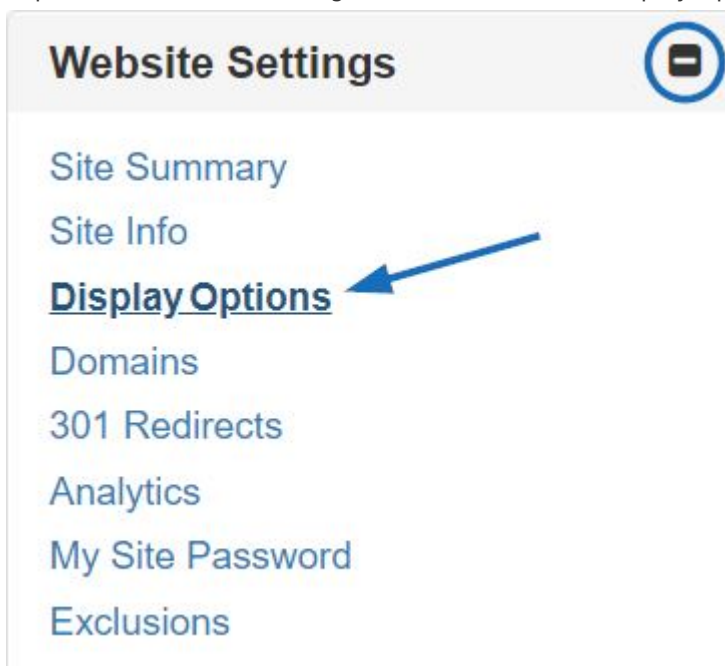 Website Settings
Site Summary
Site Info
Display Options
Domains
301 Redirects
Analytics
My Site Password
Exclusions